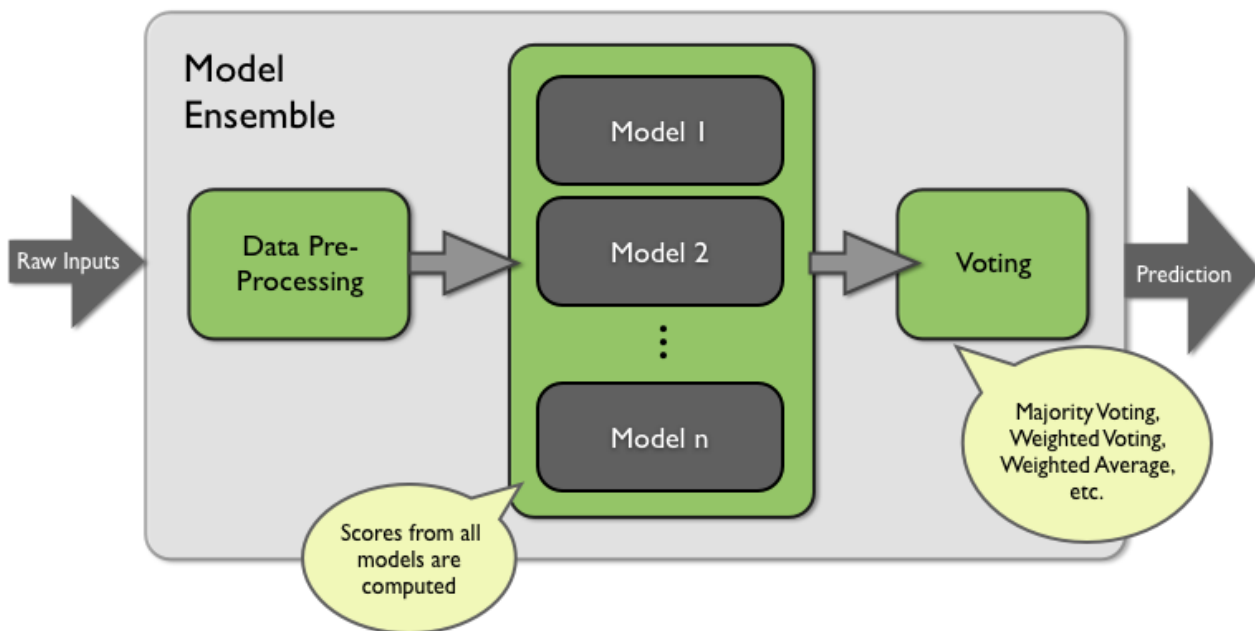 Model
Ensemble
Raw Inputs
Data Pre-
Processing
Model 1
Model 2
Model n
Voting
Prediction
Scores from all
models are
computed
Majority Voting,
Weighted Voting,
Weighted Average,
etc.